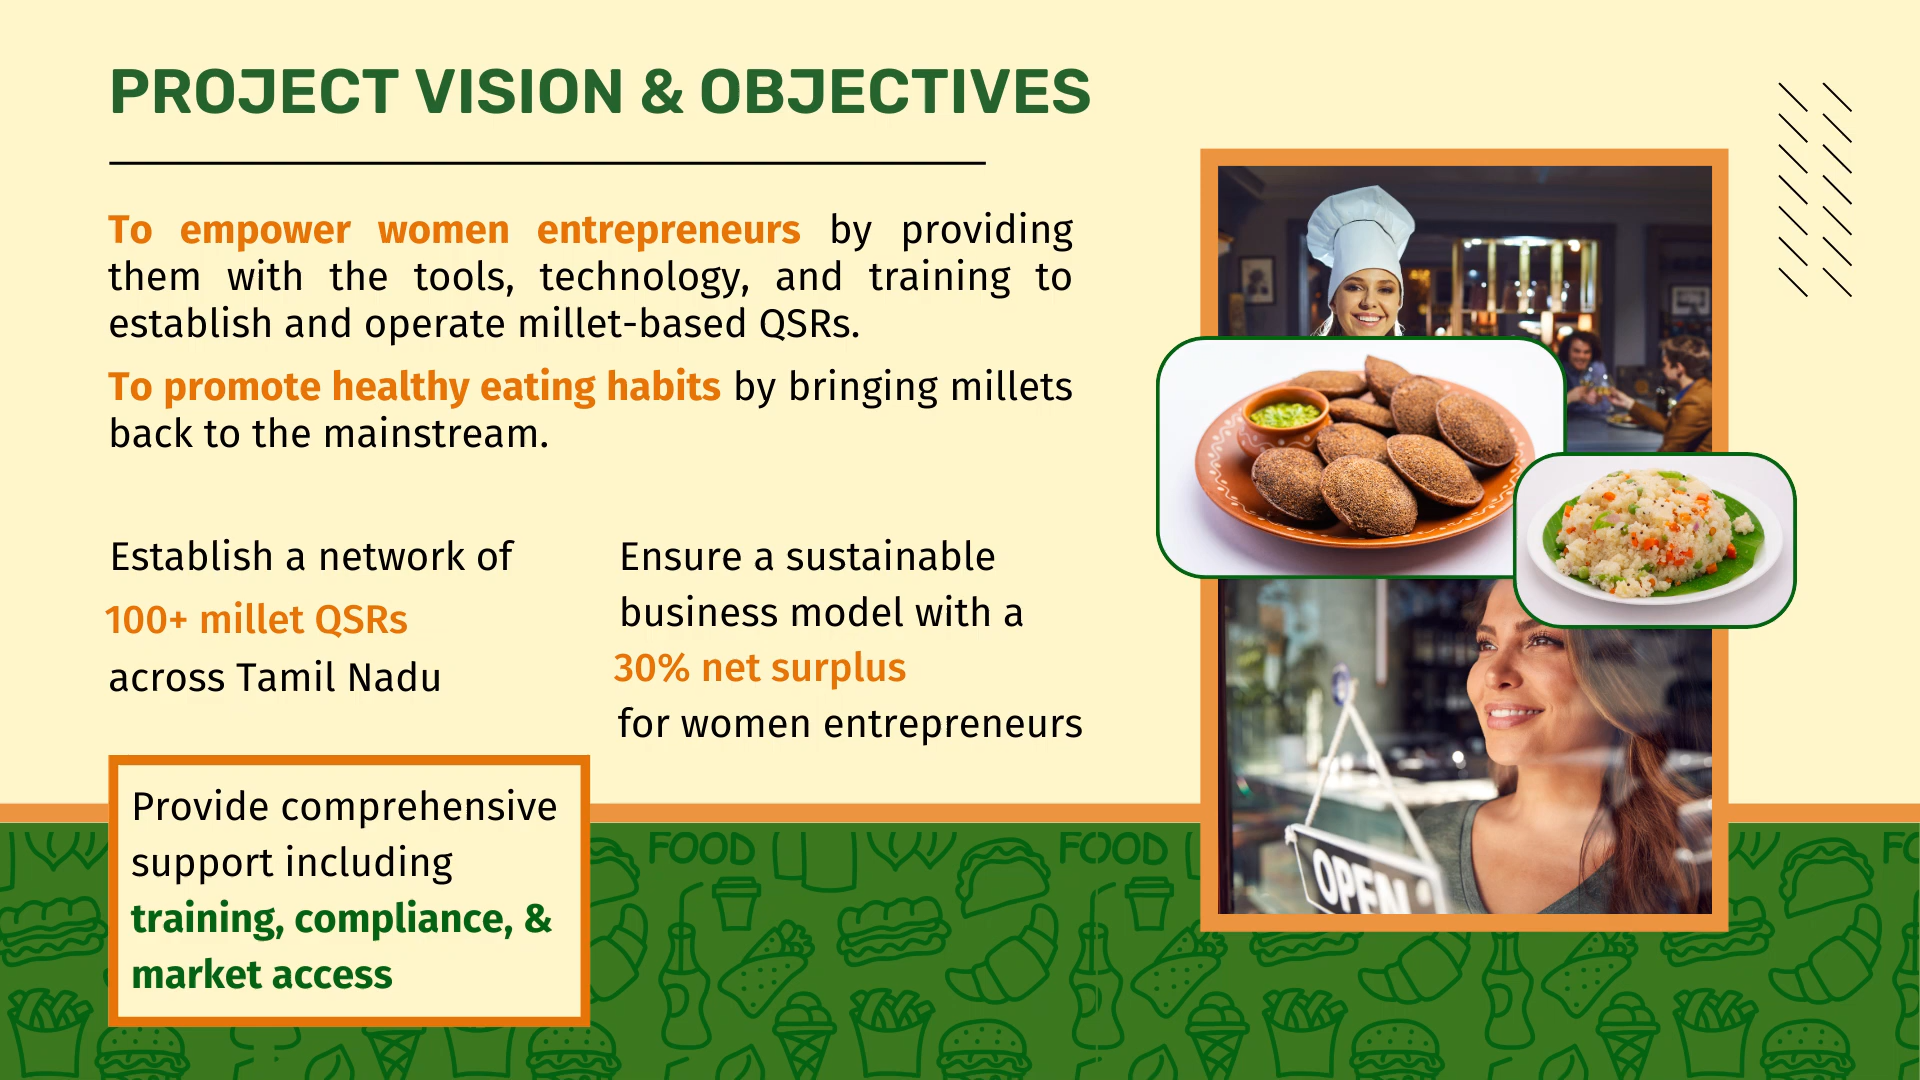 PROJECT VISION & OBJECTIVES
To empower women entrepreneurs by providing
them with the tools, technology, and training to
establish and operate millet-based QSRs.
To promote healthy eating habits by bringing millets
back to the mainstream.
Establish a network of
100+ millet QSRs
across Tamil Nadu
Ensure a sustainable
business model with a
30% net surplus
for women entrepreneurs
Provide comprehensive
support including
training, compliance, &
market access
FOOD
FOOD
FO
OPEN